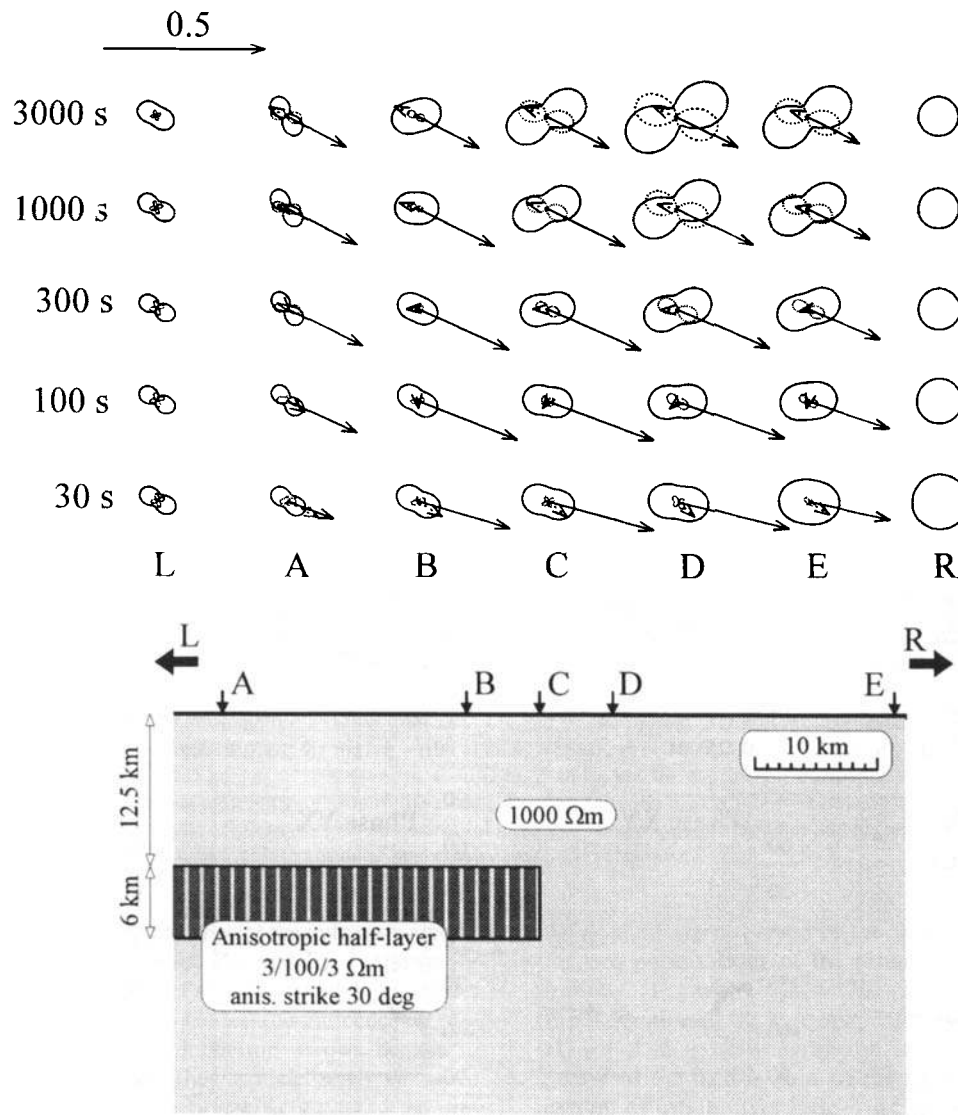 0.5
3000 s
1000 s
300 s
100 s
30 s
L A B C D E R
L R
A B C D E
10 km
12.5 km
1000 Ωm
6 km
Anisotropic half-layer
3/100/3 Ωm
anis. strike 30 deg